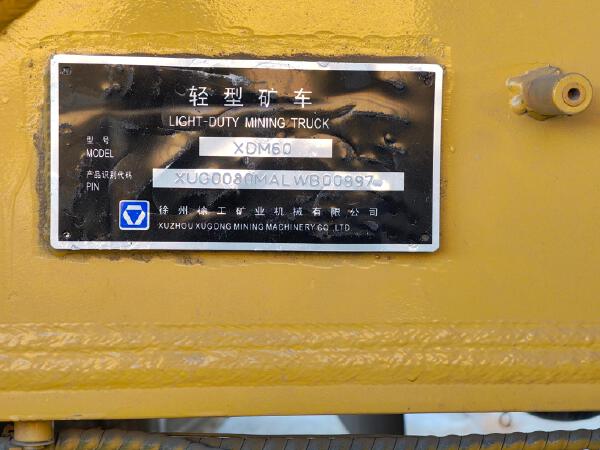 轻型矿车
LIGHT-DUTY MINING TRUCK
型 号
MODEL
XDM60
产品识别代码
PIN
XUG0080MALWB00897
徐州徐工矿业机械有限公司
XUZHOU XUGONG MINING MACHINERY CO.,LTD.